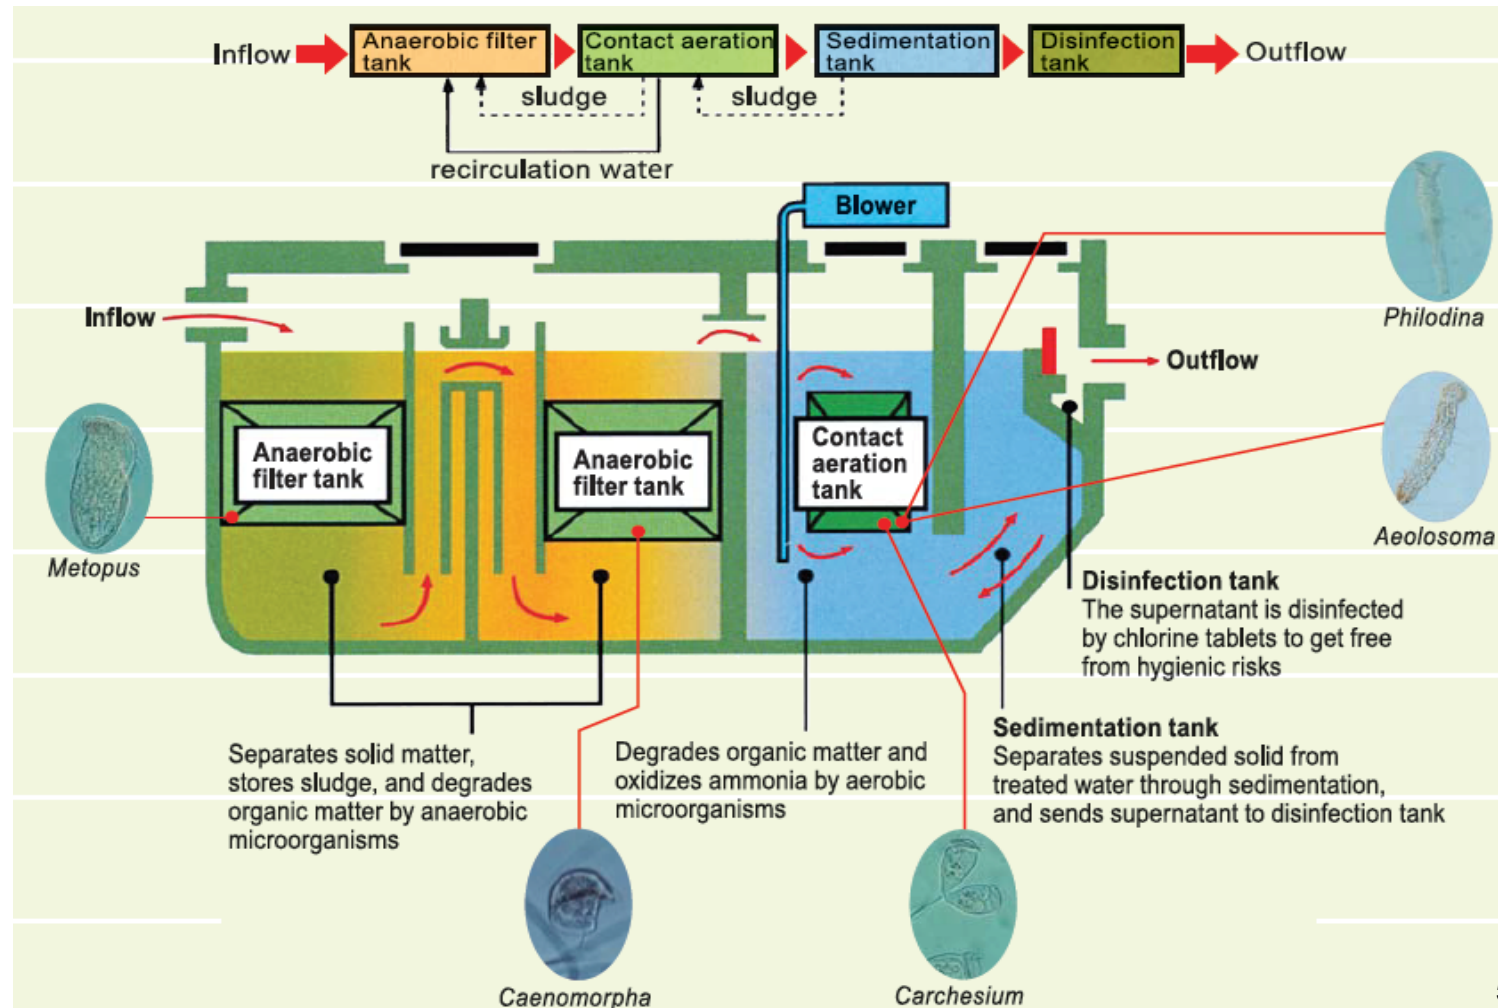 Inflow
Anaerobic filter
tank
Contact aeration
tank
Sedimentation
tank
Disinfection
tank
Outflow
sludge
sludge
recirculation water
Blower
Philodina
Inflow
Outflow
Anaerobic
filter tank
Anaerobic
filter tank
Contact
aeration
tank
Metopus
Aeolosoma
Disinfection tank
The supernatant is disinfected
by chlorine tablets to get free
from hygienic risks
Separates solid matter,
stores sludge, and degrades
organic matter by anaerobic
microorganisms
Degrades organic matter and
oxidizes ammonia by aerobic
microorganisms
Sedimentation tank
Separates suspended solid from
treated water through sedimentation,
and sends supernatant to disinfection tank
Caenomorpha
Carchesium